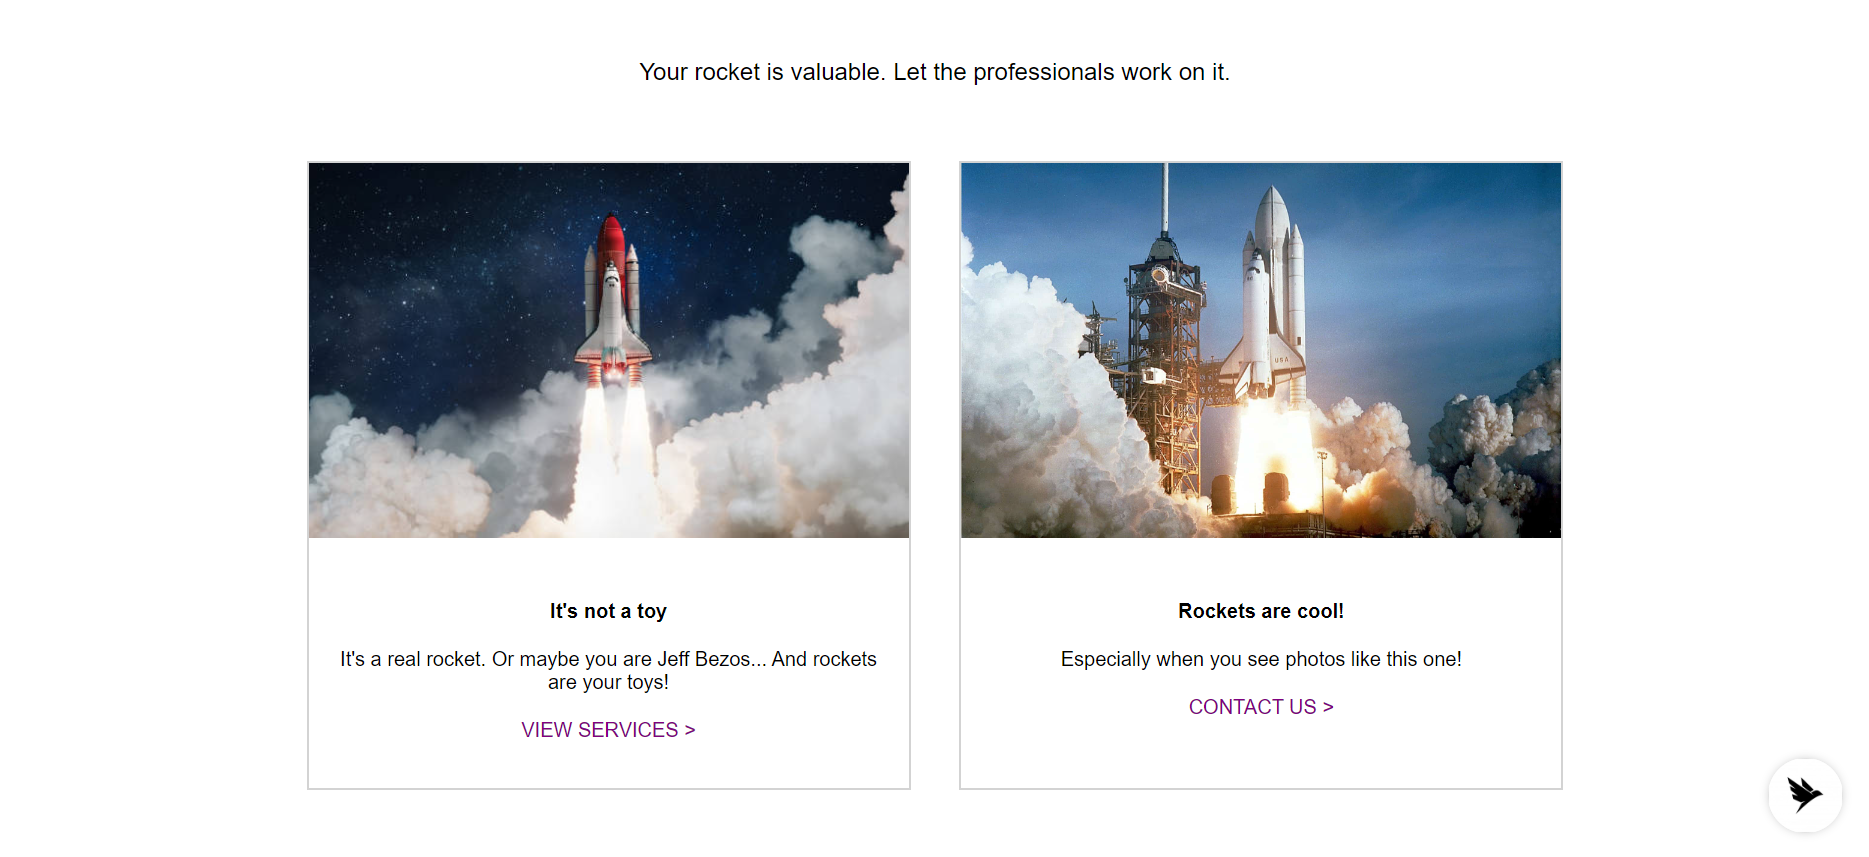 Your rocket is valuable. Let the professionals work on it.
It's not a toy
It's a real rocket. Or maybe you are Jeff Bezos... And rockets
are your toys!
VIEW SERVICES >
USA
Rockets are cool!
Especially when you see photos like this one!
CONTACT US >